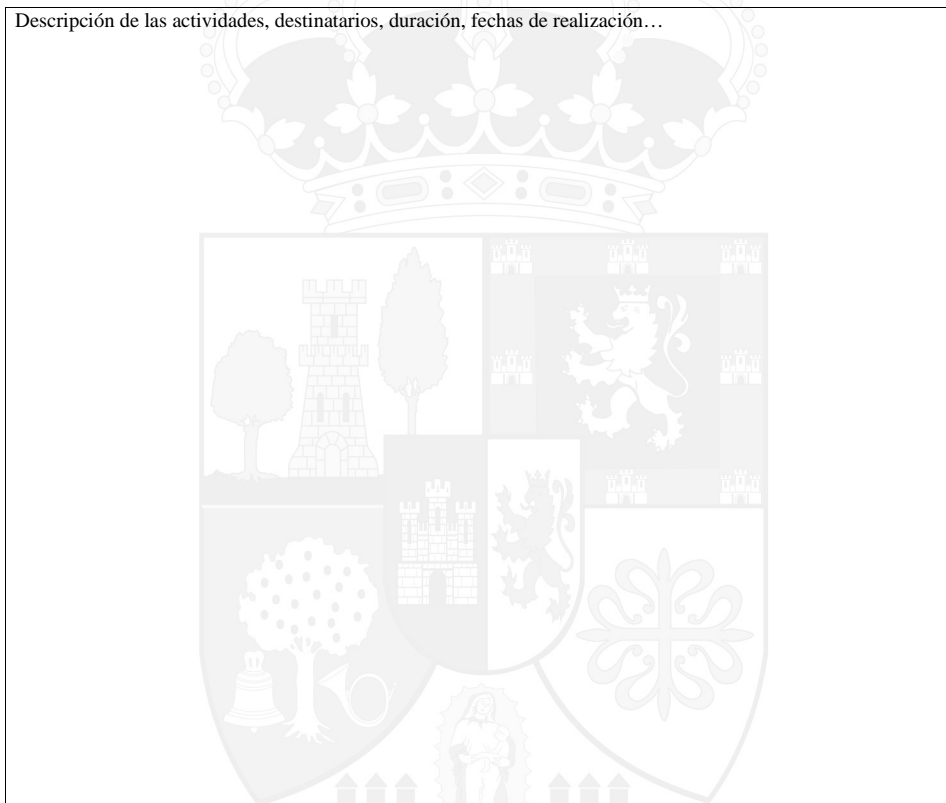 Descripción de las actividades, destinatarios, duración, fechas de realización…